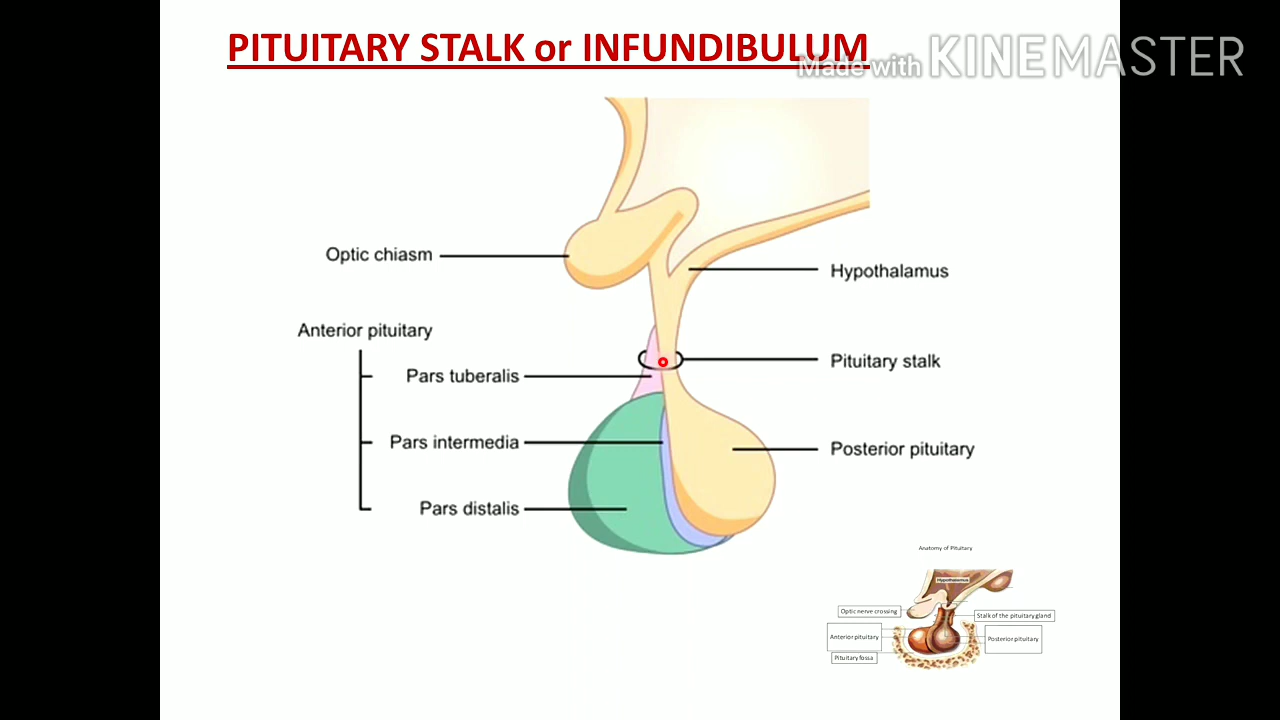 PITUITARY STALK or INFUNDIBULUM
Made with KINEMASTER
Optic chiasm
Hypothalamus
Anterior pituitary
Pituitary stalk
Pars tuberalis
Pars intermedia
Posterior pituitary
Pars distalis
Anatomy of Pituitary
Hypothalamus
Optic nerve crossing
Stalk of the pituitary gland
Anterior pituitary
Posterior pituitary
Pituitary fossa